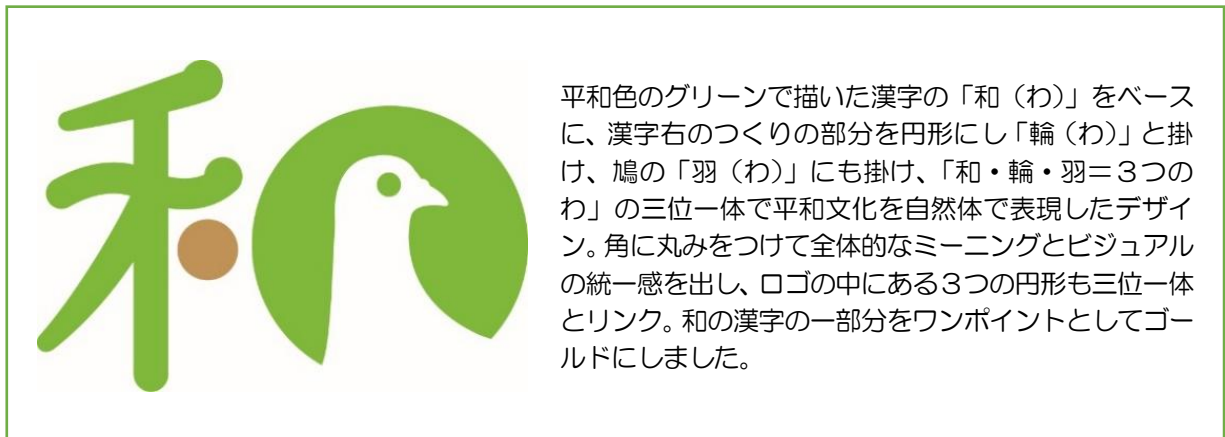 和
平和色のグリーンで描いた漢字の「和（わ）」をベース
に、漢字右のつくりの部分を円形にし「輪（わ）」と掛
け、鳩の「羽（わ）」にも掛け、「和・輪・羽＝３つの
わ」の三位一体で平和文化を自然体で表現したデザイ
ン。角に丸みをつけて全体的なミーニングとビジュアル
の統一感を出し、ロゴの中にある３つの円形も三位一体
とリンク。和の漢字の一部分をワンポイントとしてゴー
ルドにしました。